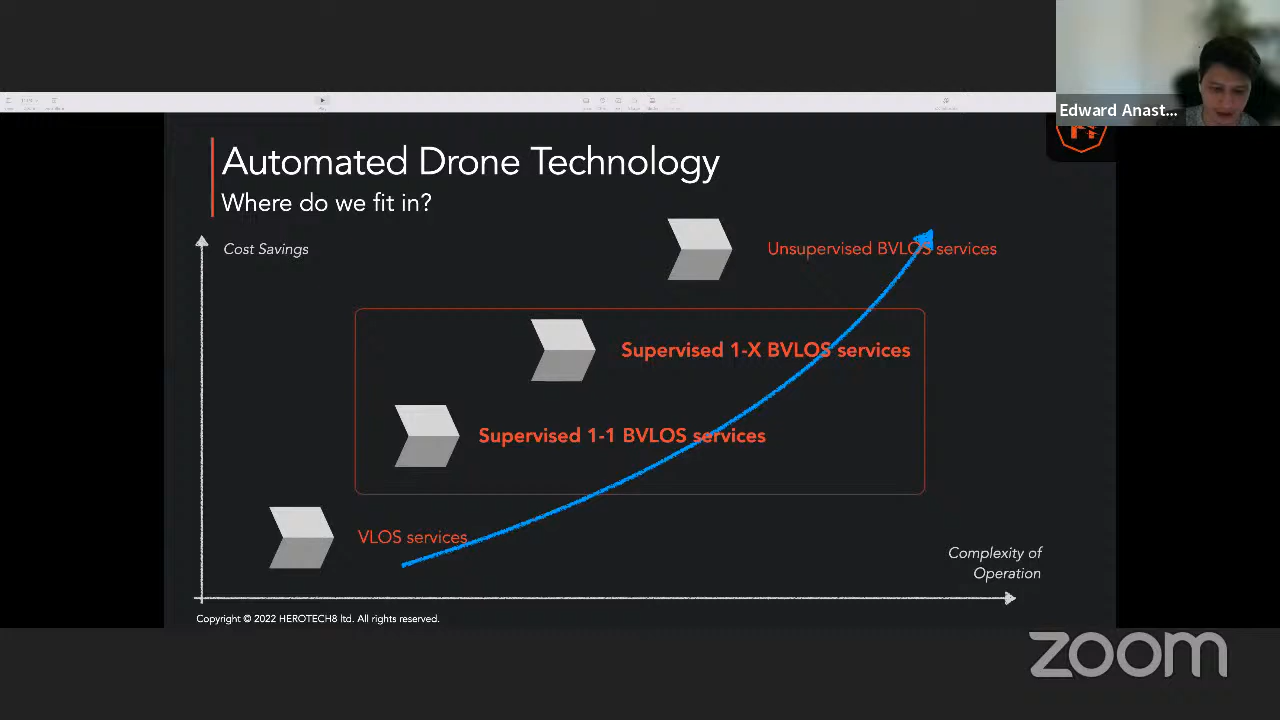 Edward Anast...
Automated Drone Technology
Where do we fit in?
Cost Savings
Unsupervised BVLOS services
Supervised 1-X BVLOS services
Supervised 1-1 BVLOS services
VLOS services
Complexity of
Operation
Copyright © 2022 HEROTECH8 ltd. All rights reserved.
zoom